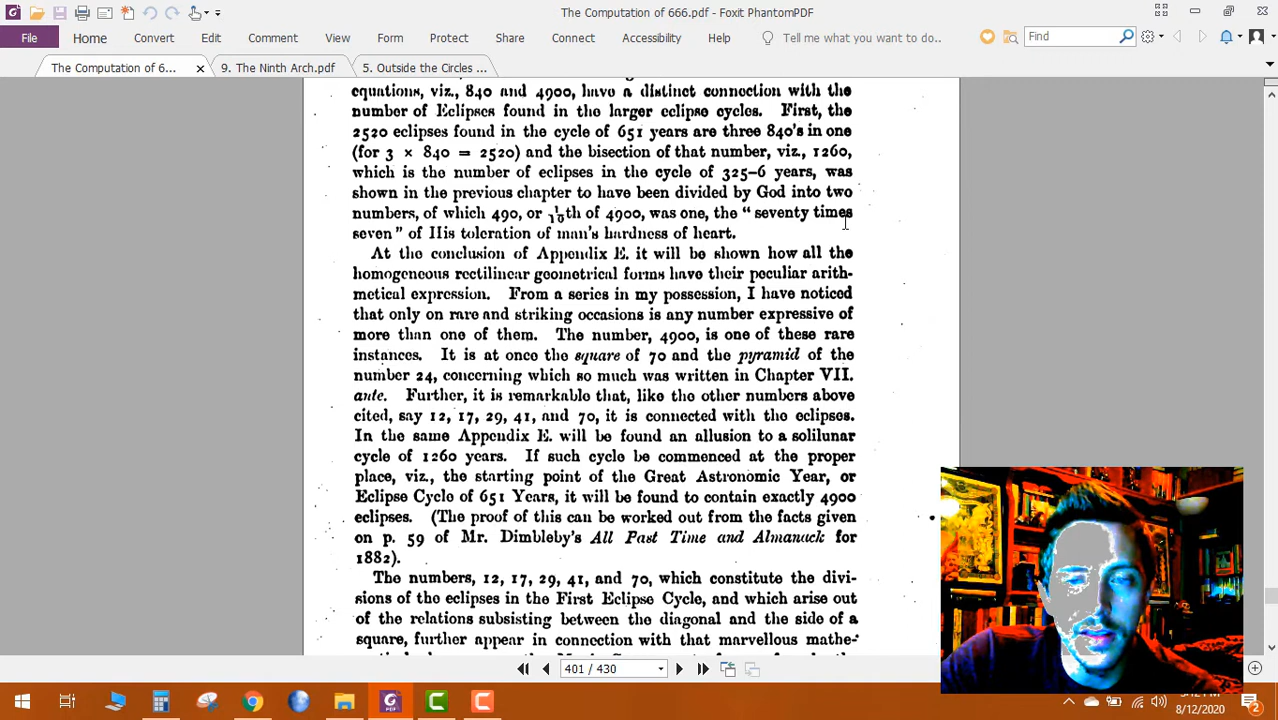 The Computation of 666.pdf - Foxit PhantomPDF
File Home Convert Edit Comment View Form Protect Share Connect Accessibility Help Tell me what you want to do.. Find
The Computation of 6... 9. The Ninth Arch.pdf 5. Outside the Circles ...
equations, viz., 840 and 4900, have a distinct connection with the
number of Eclipses found in the larger eclipse cycles. First, the
2520 eclipses found in the cycle of 651 years are three 840's in one
(for 3 × 840 = 2520) and the bisection of that number, viz., 1260,
which is the number of eclipses in the cycle of 325-6 years, was
shown in the previous chapter to have been divided by God into two
numbers, of which 490, or 1/10th of 4900, was one, the " seventy times
seven " of His toleration of man's hardness of heart.
At the conclusion of Appendix E. it will be shown how all the
homogeneous rectilinear geometrical forms have their peculiar arith-
metical expression. From a series in my possession, I have noticed
that only on rare and striking occasions is any number expressive of
more than one of them. The number, 4900, is one of these rare
instances. It is at once the square of 70 and the pyramid of the
number 24, concerning which so much was written in Chapter VII.
ante. Further, it is remarkable that, like the other numbers above
cited, say 12, 17, 29, 41, and 70, it is connected with the eclipses.
In the same Appendix E. will be found an allusion to a solilunar
cycle of 1260 years. If such cycle be commenced at the proper
place, viz., the starting point of the Great Astronomic Year, or
Eclipse Cycle of 651 Years, it will be found to contain exactly 4900
eclipses. (The proof of this can be worked out from the facts given
on p. 59 of Mr. Dimbleby's All Past Time and Almanack for
1882).
The numbers, 12, 17, 29, 41, and 70, which constitute the divi-
sions of the eclipses in the First Eclipse Cycle, and which arise out
of the relations subsisting between the diagonal and the side of a
square, further appear in connection with that marvellous mathe-
401 / 430
8/12/2020